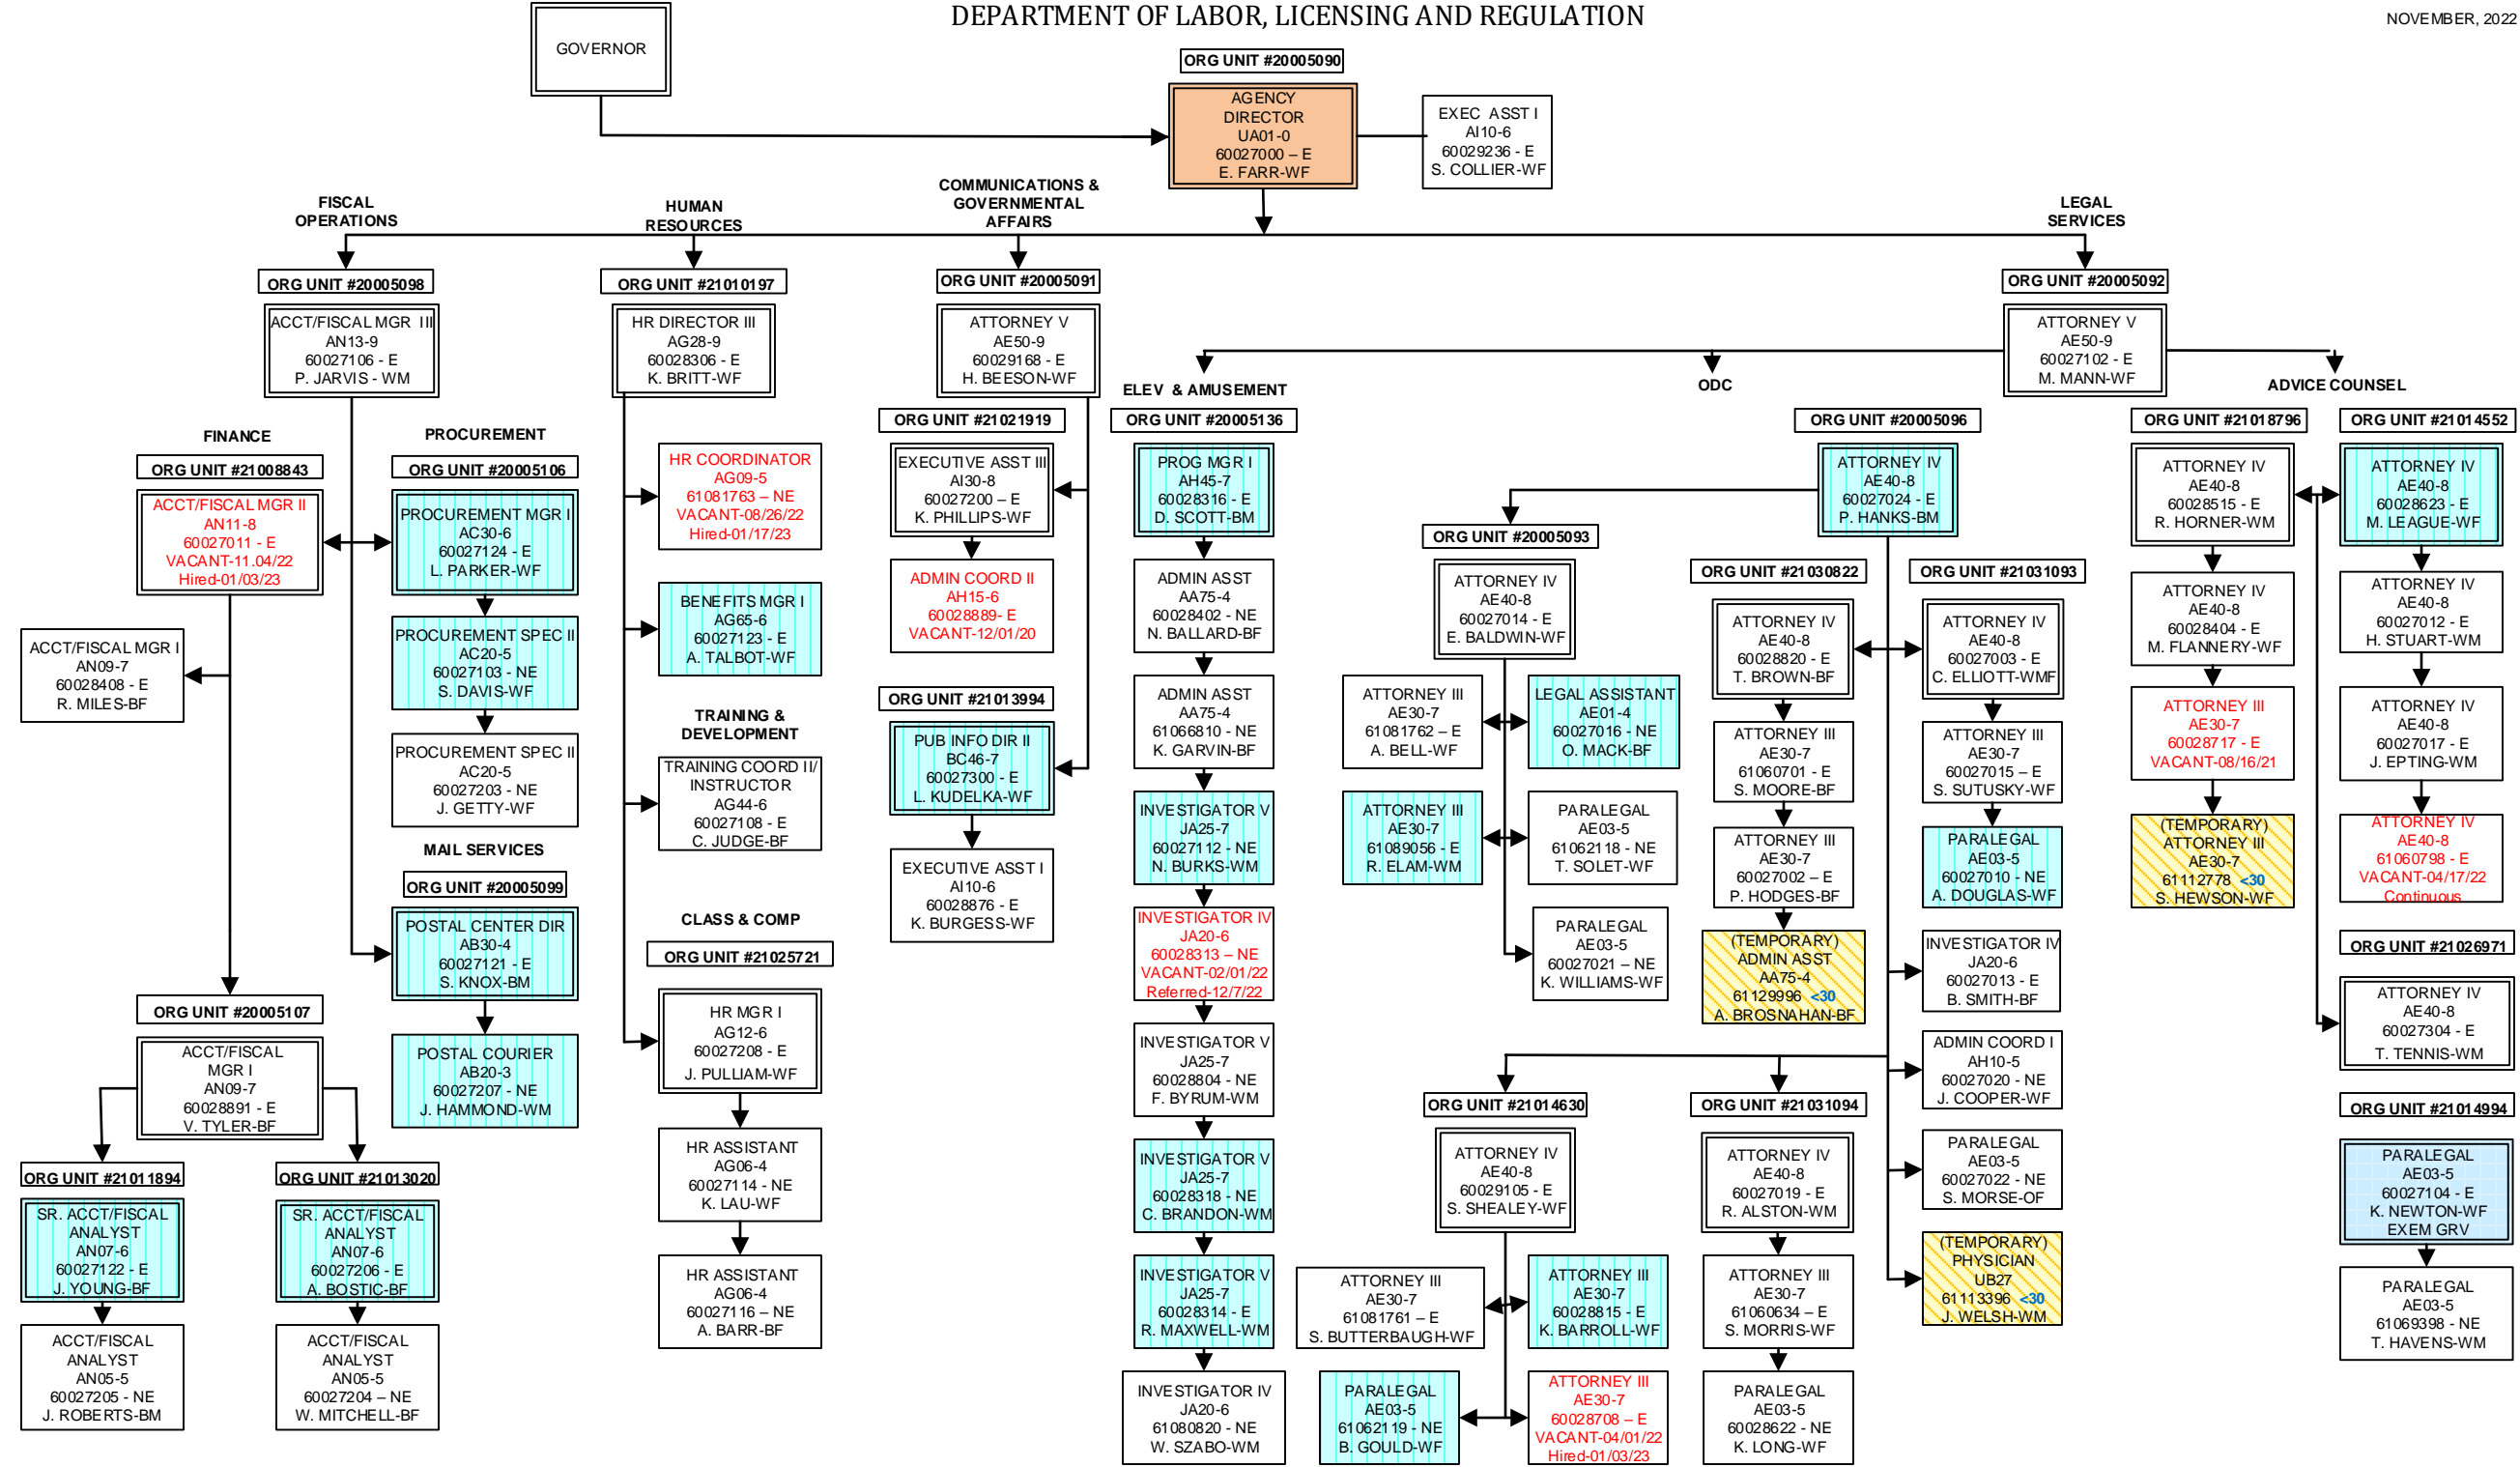 DEPARTMENT OF LABOR, LICENSING AND REGULATION
NOVEMBER, 2022
GOVERNOR
ORG UNIT #20005090
AGENCY
DIRECTOR
UA01-0
60027000 – E
E. FARR-WF
EXEC ASST I
AI10-6
60029236 - E
S. COLLIER-WF
FISCAL
OPERATIONS
HUMAN
RESOURCES
COMMUNICATIONS &
GOVERNMENTAL
AFFAIRS
LEGAL
SERVICES
ORG UNIT #20005098
ACCT/FISCAL MGR III
AN13-9
60027106 - E
P. JARVIS - WM
FINANCE
ORG UNIT #21008843
ACCT/FISCAL MGR II
AN11-8
60027011 - E
VACANT-11.04/22
Hired-01/03/23
ACCT/FISCAL MGR I
AN09-7
60028408 - E
R. MILES-BF
ORG UNIT #20005107
ACCT/FISCAL
MGR I
AN09-7
60028891 - E
V. TYLER-BF
ORG UNIT #21011894
SR. ACCT/FISCAL
ANALYST
AN07-6
60027122 - E
J. YOUNG-BF
ACCT/FISCAL
ANALYST
AN05-5
60027205 - NE
J. ROBERTS-BM
ORG UNIT #21013020
SR. ACCT/FISCAL
ANALYST
AN07-6
60027206 - E
A. BOSTIC-BF
ACCT/FISCAL
ANALYST
AN05-5
60027204 – NE
W. MITCHELL-BF
PROCUREMENT
ORG UNIT #20005106
PROCUREMENT MGR I
AC30-6
60027124 - E
L. PARKER-WF
PROCUREMENT SPEC II
AC20-5
60027103 - NE
S. DAVIS-WF
PROCUREMENT SPEC II
AC20-5
60027203 - NE
J. GETTY-WF
MAIL SERVICES
ORG UNIT #20005099
POSTAL CENTER DIR
AB30-4
60027121 - E
S. KNOX-BM
POSTAL COURIER
AB20-3
60027207 - NE
J. HAMMOND-WM
ORG UNIT #21010197
HR DIRECTOR III
AG28-9
60028306 - E
K. BRITT-WF
HR COORDINATOR
AG09-5
61081763 – NE
VACANT-08/26/22
Hired-01/17/23
BENEFITS MGR I
AG65-6
60027123 - E
A. TALBOT-WF
TRAINING &
DEVELOPMENT
TRAINING COORD II/
INSTRUCTOR
AG44-6
60027108 - E
C. JUDGE-BF
CLASS & COMP
ORG UNIT #21025721
HR MGR I
AG12-6
60027208 - E
J. PULLIAM-WF
HR ASSISTANT
AG06-4
60027114 - NE
K. LAU-WF
HR ASSISTANT
AG06-4
60027116 – NE
A. BARR-BF
ORG UNIT #20005091
ATTORNEY V
AE50-9
60029168 - E
H. BEESON-WF
ORG UNIT #21021919
EXECUTIVE ASST III
AI30-8
60027200 – E
K. PHILLIPS-WF
ADMIN COORD II
AH15-6
60028889- E
VACANT-12/01/20
ORG UNIT #21013994
PUB INFO DIR II
BC46-7
60027300 - E
L. KUDELKA-WF
EXECUTIVE ASST I
AI10-6
60028876 - E
K. BURGESS-WF
ORG UNIT #20005092
ATTORNEY V
AE50-9
60027102 - E
M. MANN-WF
ELEV & AMUSEMENT
ORG UNIT #20005136
PROG MGR I
AH45-7
60028316 - E
D. SCOTT-BM
ADMIN ASST
AA75-4
60028402 - NE
N. BALLARD-BF
ADMIN ASST
AA75-4
61066810 - NE
K. GARVIN-BF
INVESTIGATOR V
JA25-7
60027112 - NE
N. BURKS-WM
INVESTIGATOR IV
JA20-6
60028313 – NE
VACANT-02/01/22
Referred-12/7/22
INVESTIGATOR V
JA25-7
60028804 - NE
F. BYRUM-WM
INVESTIGATOR V
JA25-7
60028318 - NE
C. BRANDON-WM
INVESTIGATOR V
JA25-7
60028314 - E
R. MAXWELL-WM
INVESTIGATOR IV
JA20-6
61080820 - NE
W. SZABO-WM
ODC
ORG UNIT #20005096
ATTORNEY IV
AE40-8
60027024 - E
P. HANKS-BM
ORG UNIT #20005093
ATTORNEY IV
AE40-8
60027014 - E
E. BALDWIN-WF
ATTORNEY III
AE30-7
61081762 – E
A. BELL-WF
LEGAL ASSISTANT
AE01-4
60027016 - NE
O. MACK-BF
ATTORNEY III
AE30-7
61089056 - E
R. ELAM-WM
PARALEGAL
AE03-5
61062118 - NE
T. SOLET-WF
PARALEGAL
AE03-5
60027021 – NE
K. WILLIAMS-WF
ORG UNIT #21030822
ATTORNEY IV
AE40-8
60028820 - E
T. BROWN-BF
ATTORNEY III
AE30-7
61060701 - E
S. MOORE-BF
ATTORNEY III
AE30-7
60027002 – E
P. HODGES-BF
(TEMPORARY)
ADMIN ASST
AA75-4
61129996 <30
A. BROSNAHAN-BF
ORG UNIT #21031093
ATTORNEY IV
AE40-8
60027003 - E
C. ELLIOTT-WMF
ATTORNEY III
AE30-7
60027015 – E
S. SUTUSKY-WF
PARALEGAL
AE03-5
60027010 - NE
A. DOUGLAS-WF
INVESTIGATOR IV
JA20-6
60027013 - E
B. SMITH-BF
ADMIN COORD I
AH10-5
60027020 - NE
J. COOPER-WF
PARALEGAL
AE03-5
60027022 - NE
S. MORSE-OF
(TEMPORARY)
PHYSICIAN
UB27
61113396 <30
J. WELSH-WM
ORG UNIT #21014630
ATTORNEY IV
AE40-8
60029105 - E
S. SHEALEY-WF
ATTORNEY III
AE30-7
61081761 – E
S. BUTTERBAUGH-WF
ATTORNEY III
AE30-7
60028815 - E
K. BARROLL-WF
PARALEGAL
AE03-5
61062119 - NE
B. GOULD-WF
ATTORNEY III
AE30-7
60028708 – E
VACANT-04/01/22
Hired-01/03/23
ORG UNIT #21031094
ATTORNEY IV
AE40-8
60027019 - E
R. ALSTON-WM
ATTORNEY III
AE30-7
61060634 – E
S. MORRIS-WF
PARALEGAL
AE03-5
60028622 - NE
K. LONG-WF
ADVICE COUNSEL
ORG UNIT #21018796
ATTORNEY IV
AE40-8
60028515 - E
R. HORNER-WM
ATTORNEY IV
AE40-8
60028404 - E
M. FLANNERY-WF
ATTORNEY III
AE30-7
60028717 - E
VACANT-08/16/21
(TEMPORARY)
ATTORNEY III
AE30-7
61112778 <30
S. HEWSON-WF
ORG UNIT #21014552
ATTORNEY IV
AE40-8
60028623 - E
M. LEAGUE-WF
ATTORNEY IV
AE40-8
60027012 - E
H. STUART-WM
ATTORNEY IV
AE40-8
60027017 - E
J. EPTING-WM
ATTORNEY IV
AE40-8
61060798 - E
VACANT-04/17/22
Continuous
ORG UNIT #21026971
ATTORNEY IV
AE40-8
60027304 - E
T. TENNIS-WM
ORG UNIT #21014994
PARALEGAL
AE03-5
60027104 - E
K. NEWTON-WF
EXEM GRV
PARALEGAL
AE03-5
61069398 - NE
T. HAVENS-WM